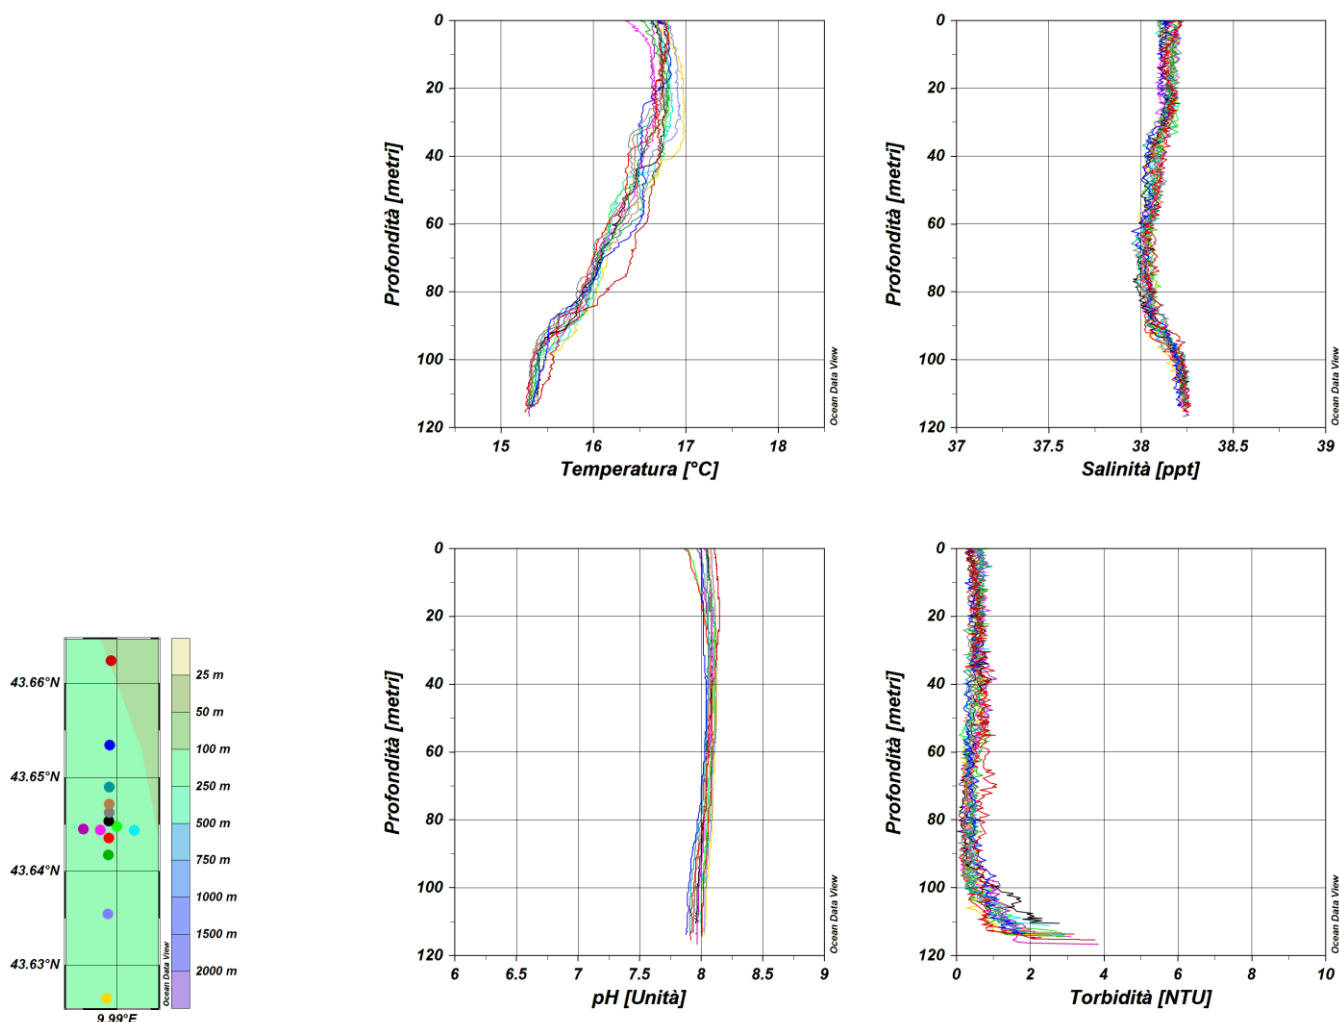 0
20
40
60
80
100
120
Profondità [metri]
15
16
17
18
Temperatura [°C]
Ocean Data View
0
20
40
60
80
100
120
Profondità [metri]
37
37.5
38
38.5
39
Salinità [ppt]
Ocean Data View
43.66°N
43.65°N
43.64°N
43.63°N
9.99°E
Ocean Data View
25 m
50 m
100 m
250 m
500 m
750 m
1000 m
1500 m
2000 m
0
20
40
60
80
100
120
Profondità [metri]
6
6.5
7
7.5
8
8.5
9
pH [Unità]
Ocean Data View
0
20
40
60
80
100
120
Profondità [metri]
0
2
4
6
8
10
Torbidità [NTU]
Ocean Data View